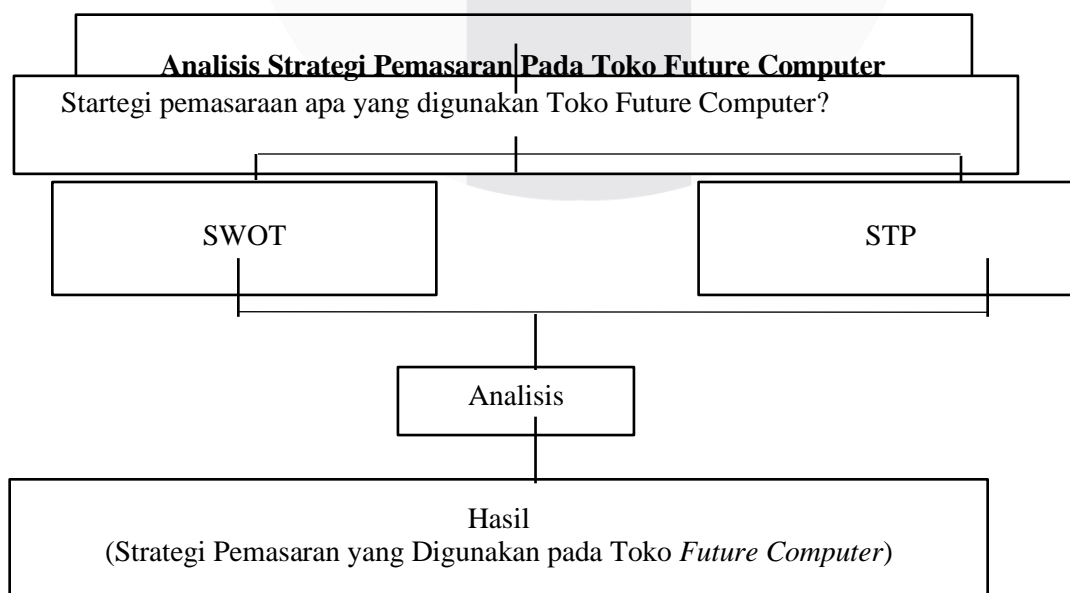 Analisis Strategi Pemasaran Pada Toko Future Computer
Startegi pemasaraan apa yang digunakan Toko Future Computer?
SWOT
STP
Analisis
Hasil
(Strategi Pemasaran yang Digunakan pada Toko Future Computer)